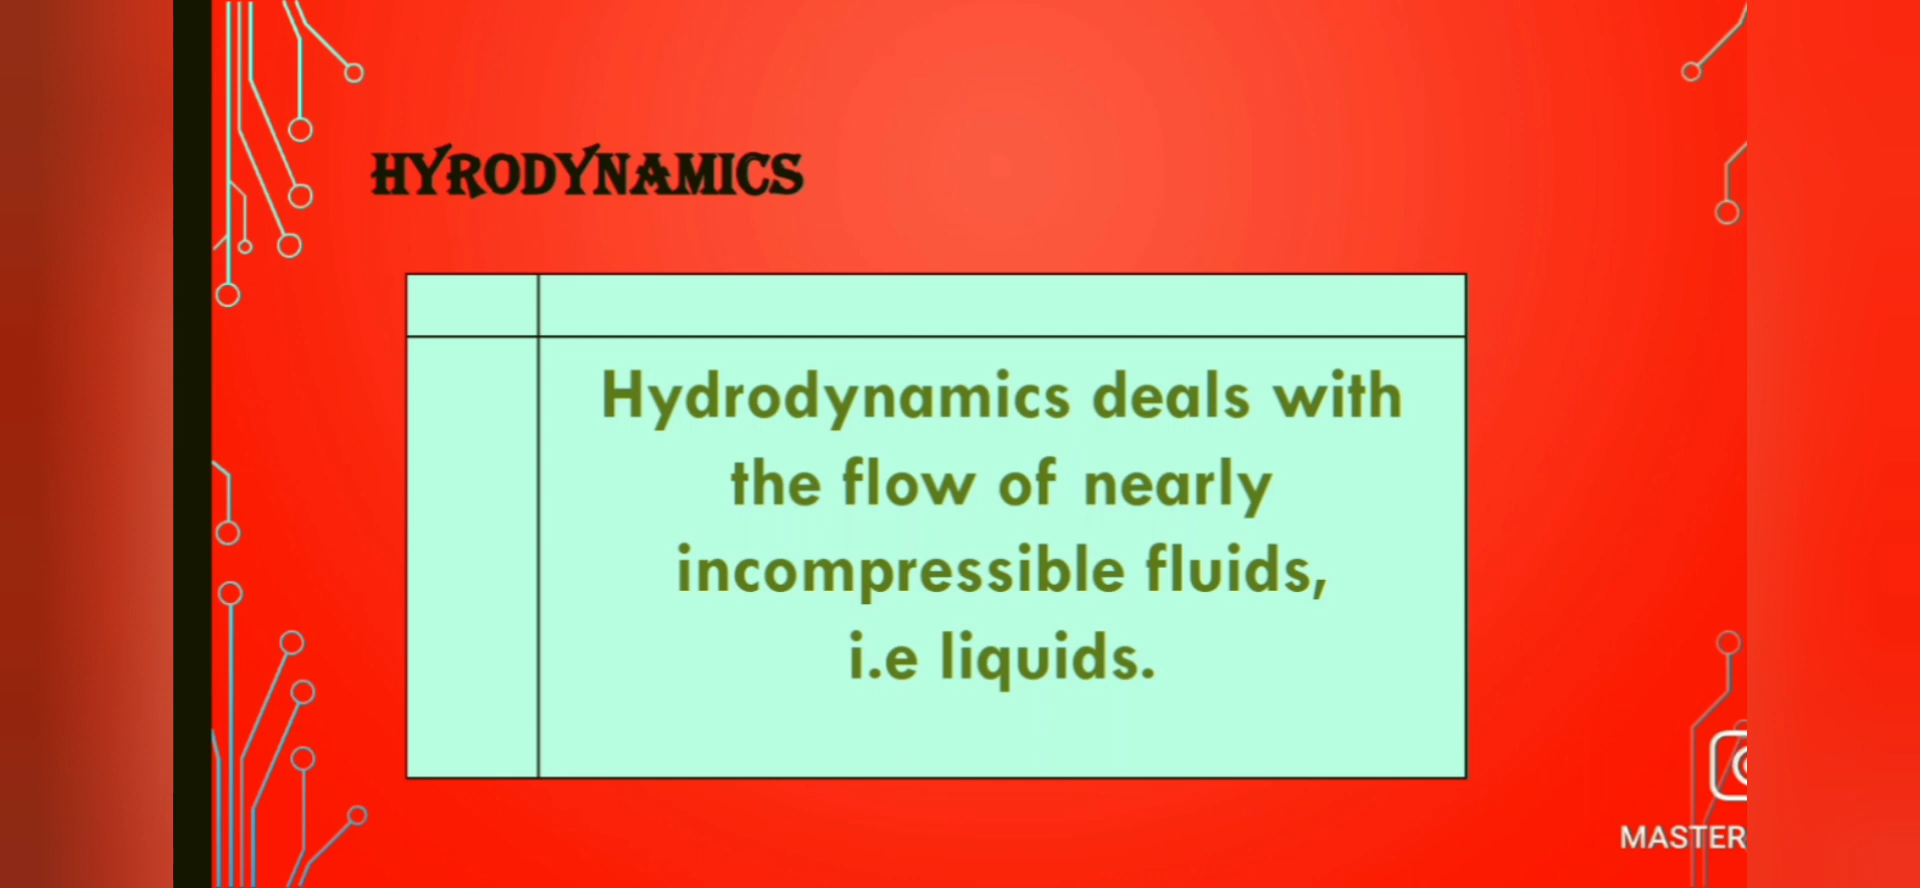 HYRODYNAMICS
Hydrodynamics deals with
the flow of nearly
incompressible fluids,
i.e liquids.
MASTER